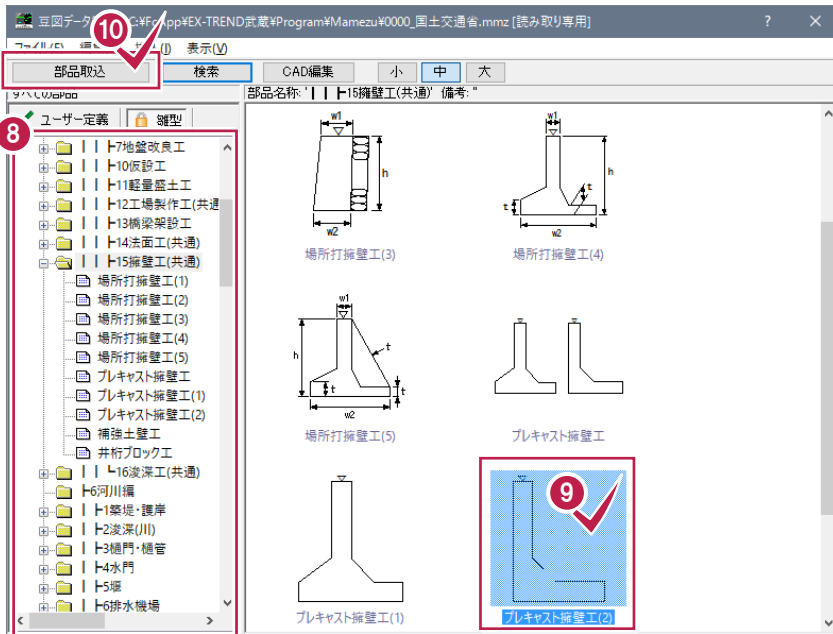 C:¥FcApp¥EX-TREND武蔵¥Program¥Mamezu¥0000_国土交通省.mmz [読み取り専用]
10
表示(V)
部品取込
検索
CAD編集
小
中
大
すべての部品
部品名称:'┃┃┣15擁壁工(共通)' 備考:''
ユーザー定義
雛型
8
┃┃┣7地盤改良工
┃┃┣10仮設工
┃┃┣11軽量盛土工
┃┃┣12工場製作工(共通
┃┃┣13橋梁架設工
┃┃┣14法面工(共通)
┃┃┣15擁壁工(共通)
場所打擁壁工(1)
場所打擁壁工(2)
場所打擁壁工(3)
場所打擁壁工(4)
場所打擁壁工(5)
プレキャスト擁壁工
プレキャスト擁壁工(1)
プレキャスト擁壁工(2)
補強土壁工
井桁ブロック工
┃┃┗16浚渫工(共通)
┣6河川編
┃┣1築堤・護岸
┃┣2浚渫(川)
┃┣3樋門・樋管
┃┣4水門
┃┣5堰
┃┣6排水機場
w1
h
w2
場所打擁壁工(3)
w1
h
t
t
w2
場所打擁壁工(4)
w1
h
t
t
t
w2
場所打擁壁工(5)
プレキャスト擁壁工
プレキャスト擁壁工(1)
9
プレキャスト擁壁工(2)